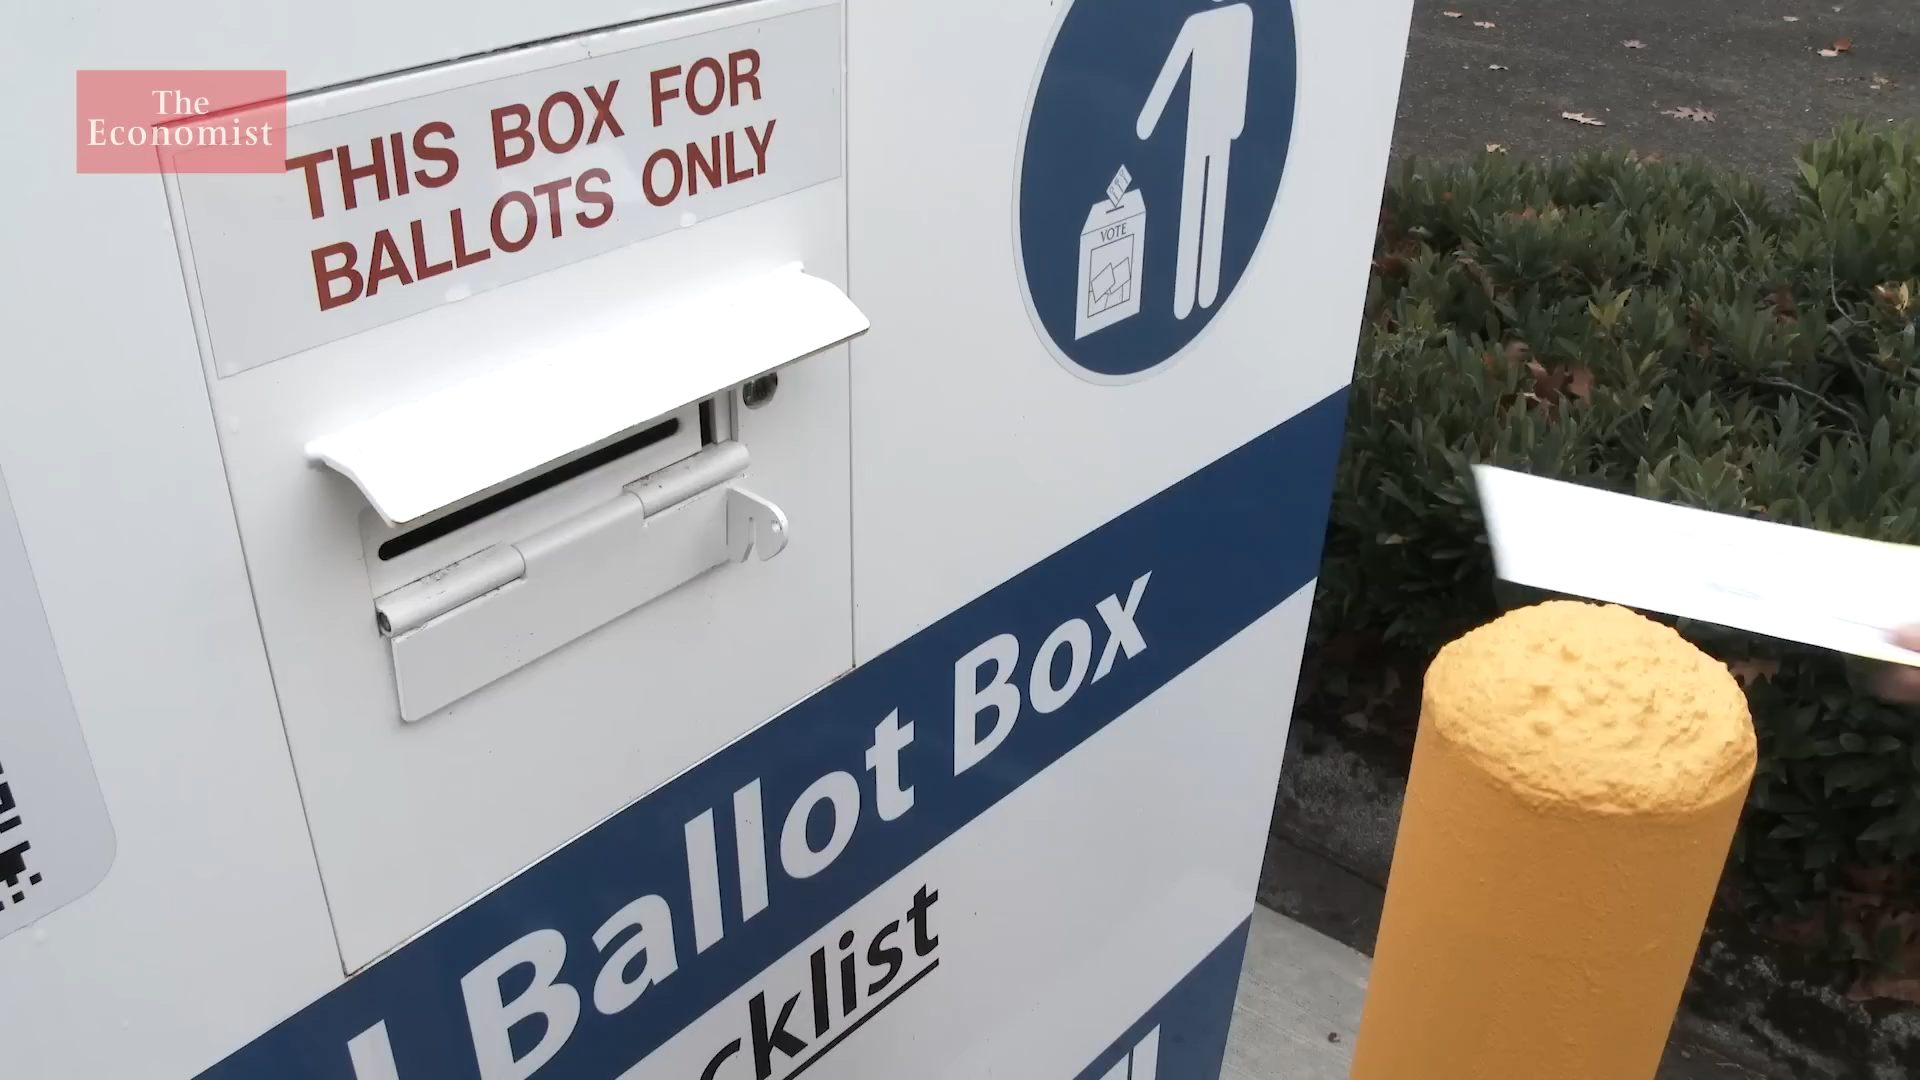 The
Economist
THIS BOX FOR
BALLOTS ONLY
VOTE
Ballot Box
cklist